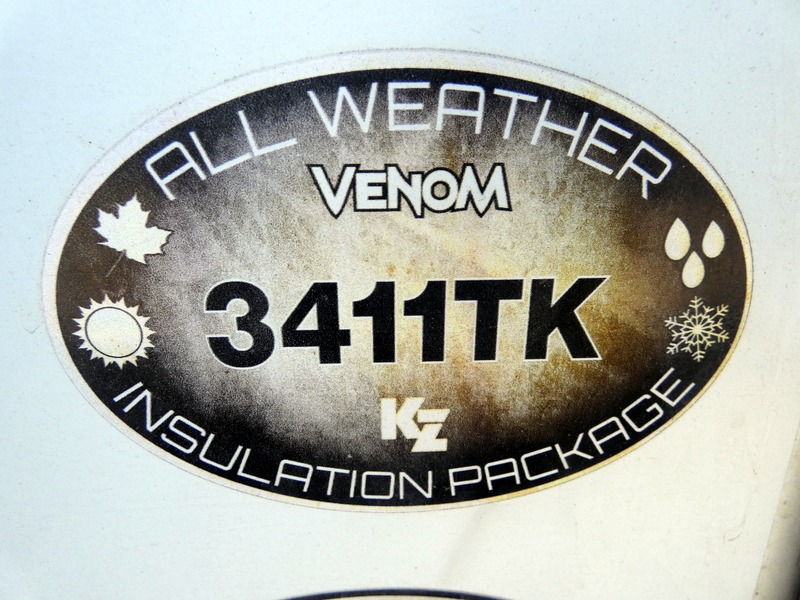 ALL WEATHER
VENOM
3411TK
KZ
INSULATION PACKAGE